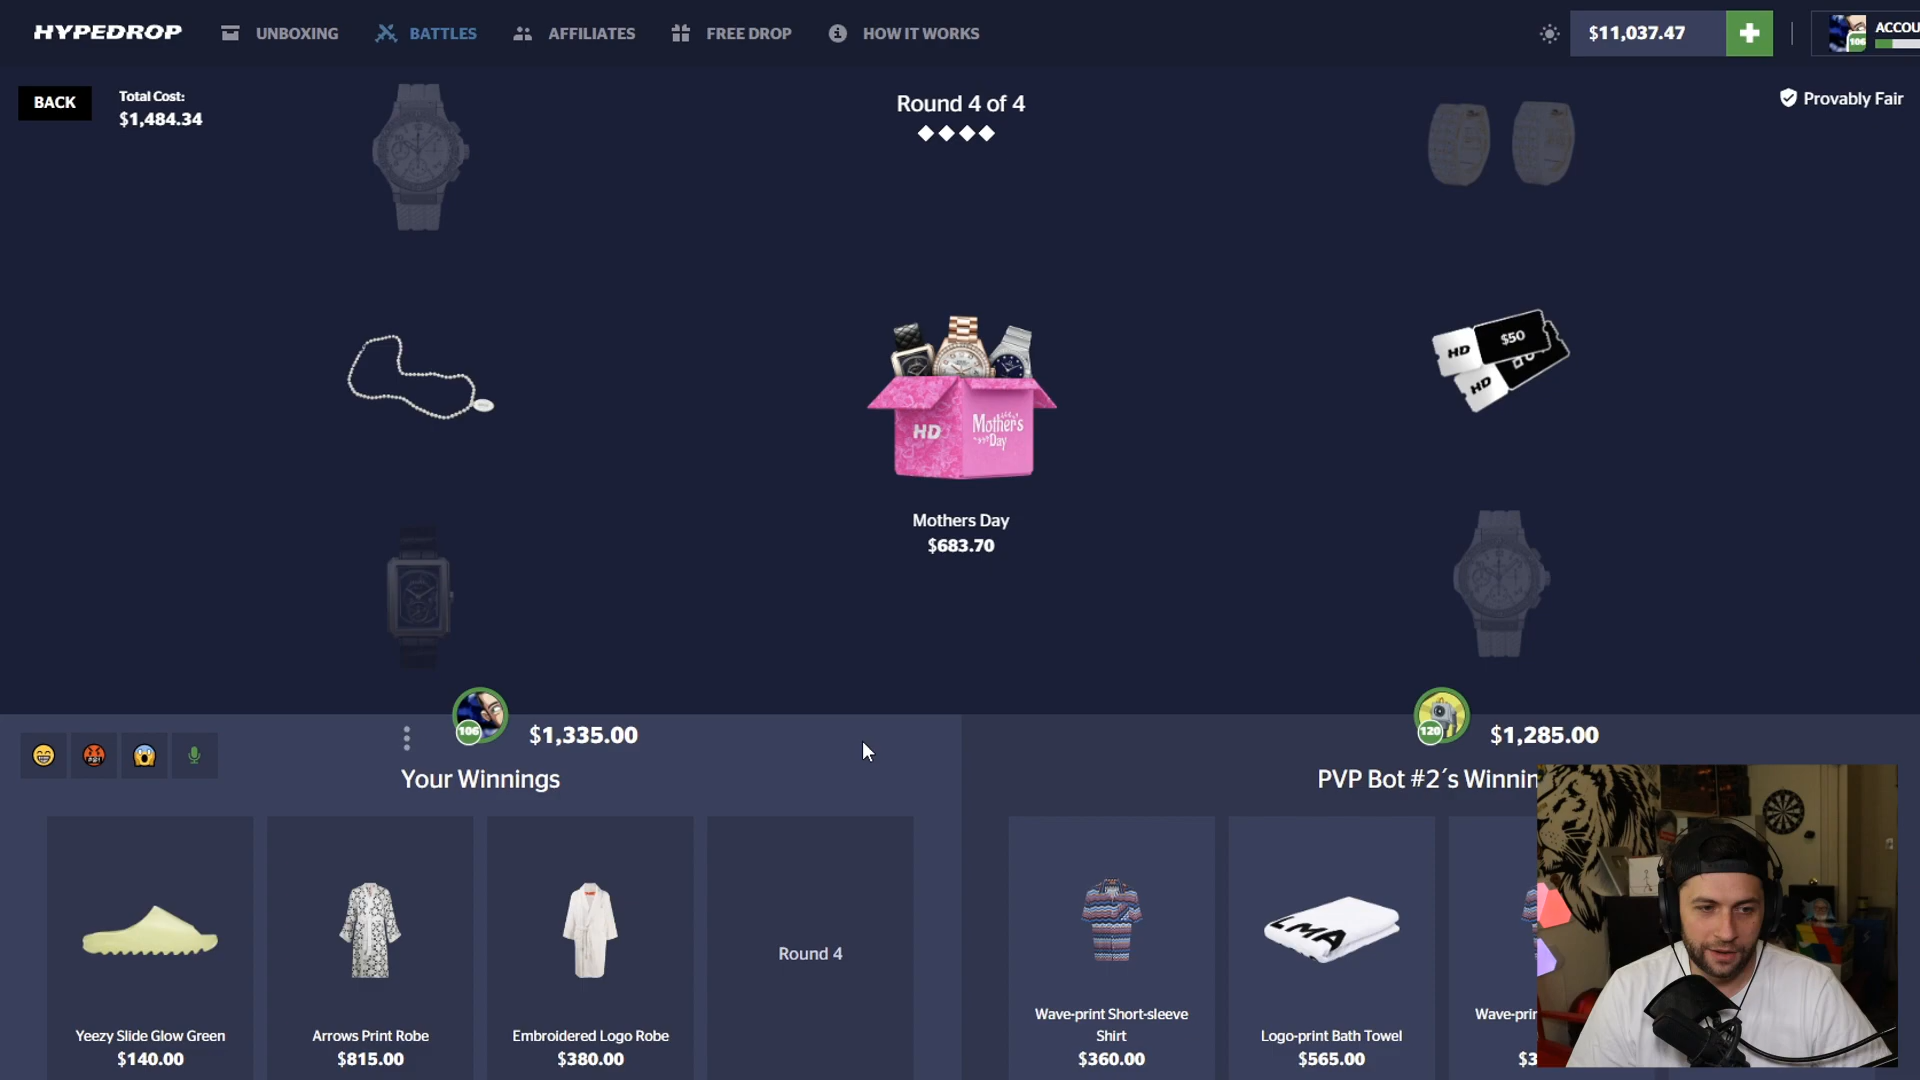 HYPEDROP
UNBOXING
BATTLES
AFFILIATES
FREE DROP
HOW IT WORKS
$11,037.47
106
ACCOU
BACK
Total Cost:
$1,484.34
Round 4 of 4
Provably Fair
HD
$50
HD
HD
Mother's
Day
Mothers Day
$683.70
106
$1,335.00
120
$1,285.00
Your Winnings
PVP Bot #2´s Winnin
Round 4
LMA
Yeezy Slide Glow Green
$140.00
Arrows Print Robe
$815.00
Embroidered Logo Robe
$380.00
Wave-print Short-sleeve
Shirt
$360.00
Logo-print Bath Towel
$565.00
Wave-prin
$3